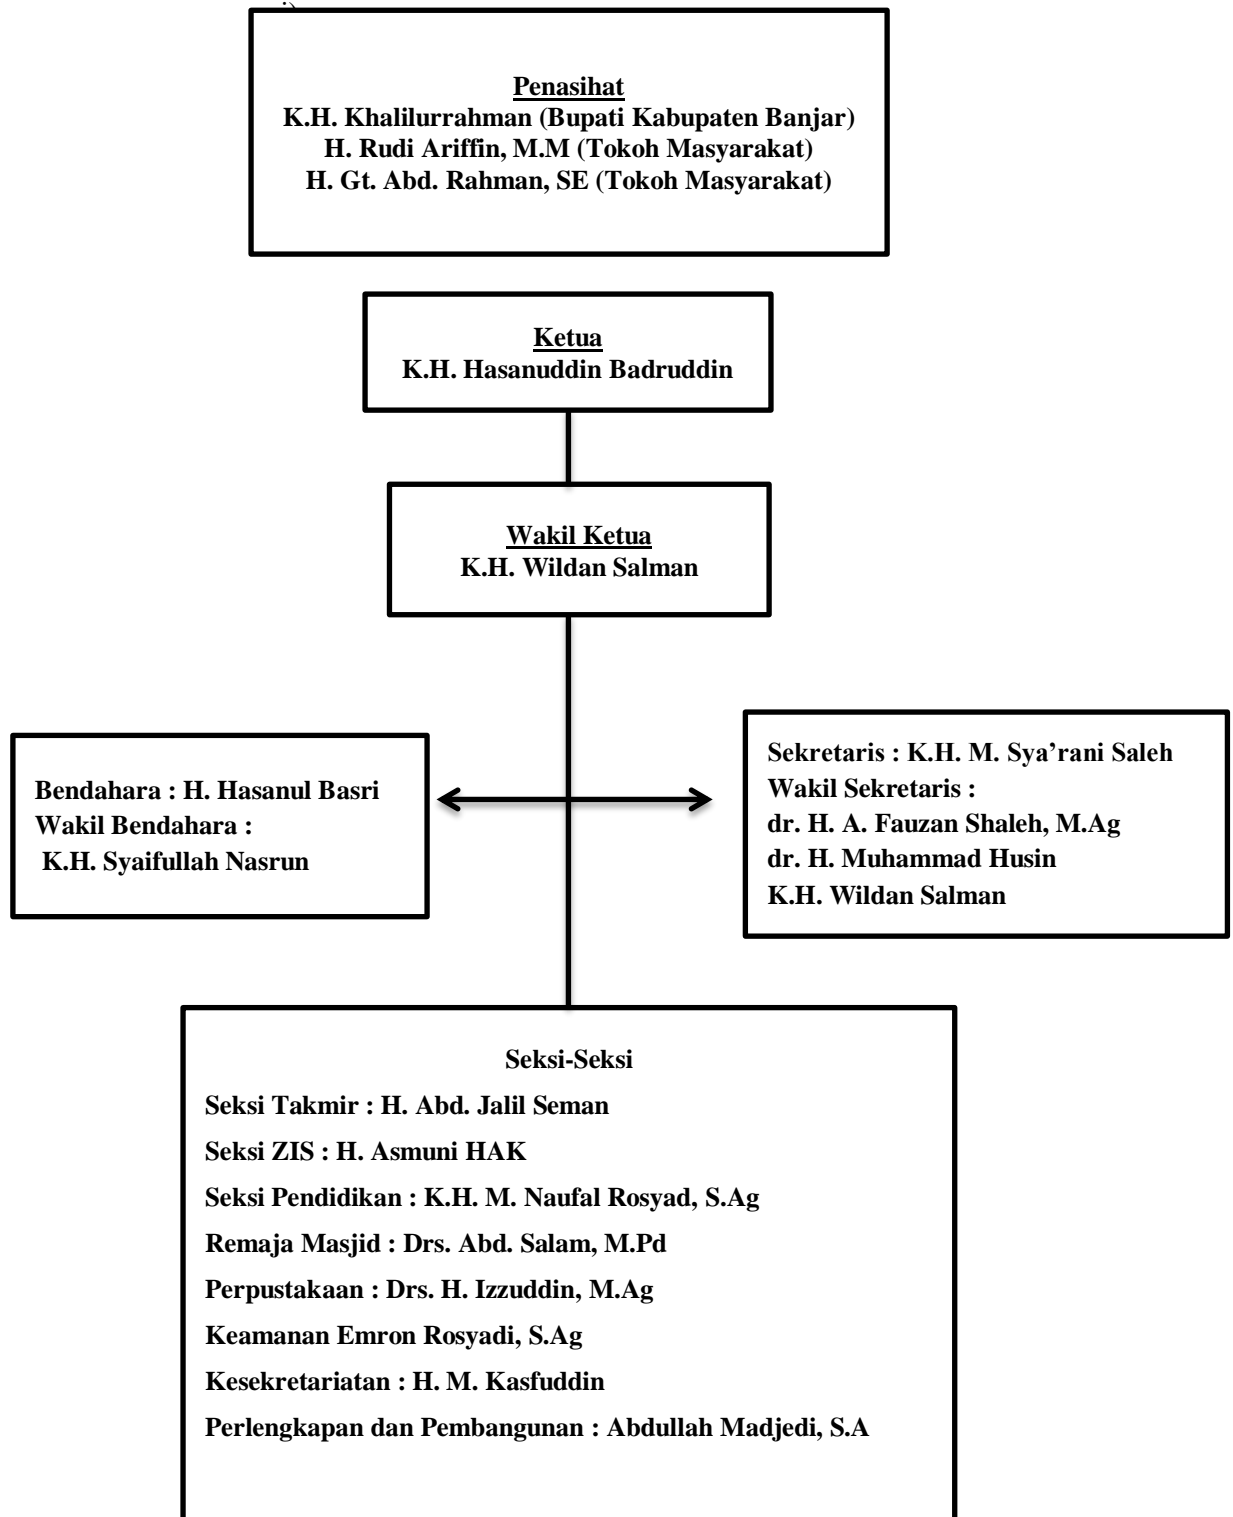 Penasihat
K.H. Khalilurrahman (Bupati Kabupaten Banjar)
H. Rudi Ariffin, M.M (Tokoh Masyarakat)
H. Gt. Abd. Rahman, SE (Tokoh Masyarakat)
Ketua
K.H. Hasanuddin Badruddin
Wakil Ketua
K.H. Wildan Salman
Bendahara : H. Hasanul Basri
Wakil Bendahara :
K.H. Syaifullah Nasrun
Sekretaris : K.H. M. Sya’rani Saleh
Wakil Sekretaris :
dr. H. A. Fauzan Shaleh, M.Ag
dr. H. Muhammad Husin
K.H. Wildan Salman
Seksi-Seksi
Seksi Takmir : H. Abd. Jalil Seman
Seksi ZIS : H. Asmuni HAK
Seksi Pendidikan : K.H. M. Naufal Rosyad, S.Ag
Remaja Masjid : Drs. Abd. Salam, M.Pd
Perpustakaan : Drs. H. Izzuddin, M.Ag
Keamanan Emron Rosyadi, S.Ag
Kesekretariatan : H. M. Kasfuddin
Perlengkapan dan Pembangunan : Abdullah Madjedi, S.A